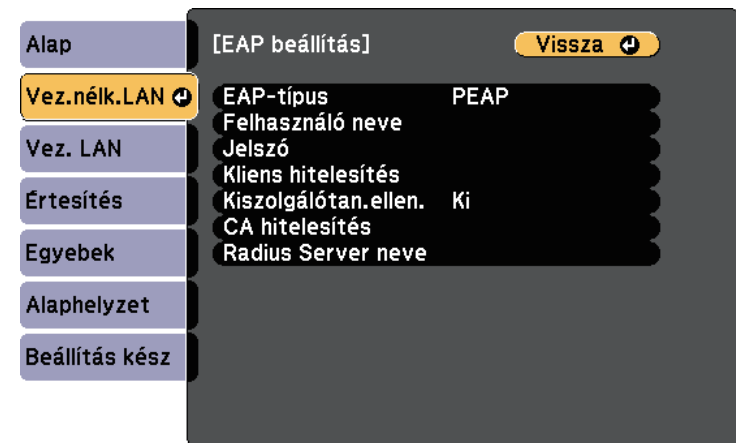 Alap
Vez.nélk.LAN
Vez. LAN
Értesítés
Egyebek
Alaphelyzet
Beállítás kész
[EAP beállítás]
Vissza
EAP-típus PEAP
Felhasználó neve
Jelszó
Kliens hitelesítés
Kiszolgálótan.ellen. Ki
CA hitelesítés
Radius Server neve